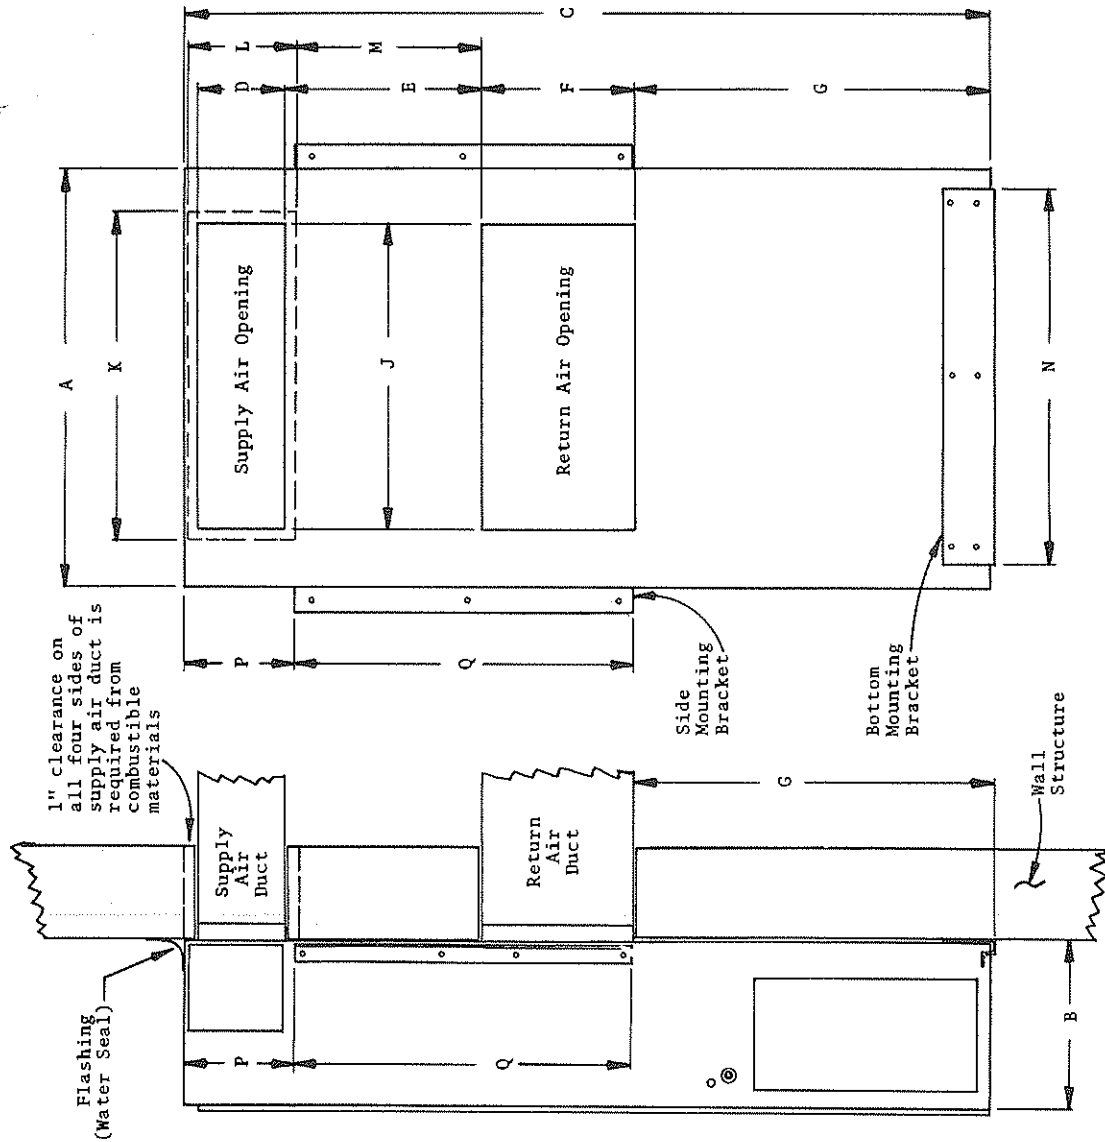 Flashing
(Water Seal)
1" clearance on
all four sides of
supply air duct is
required from
combustible
materials
Supply
Air
Duct
Return
Air
Duct
Wall
Structure
P
Q
B
G
A
K
Supply Air Opening
J
Return Air Opening
N
P
Q
Side
Mounting
Bracket
Bottom
Mounting
Bracket
L
D
M
E
F
G
C